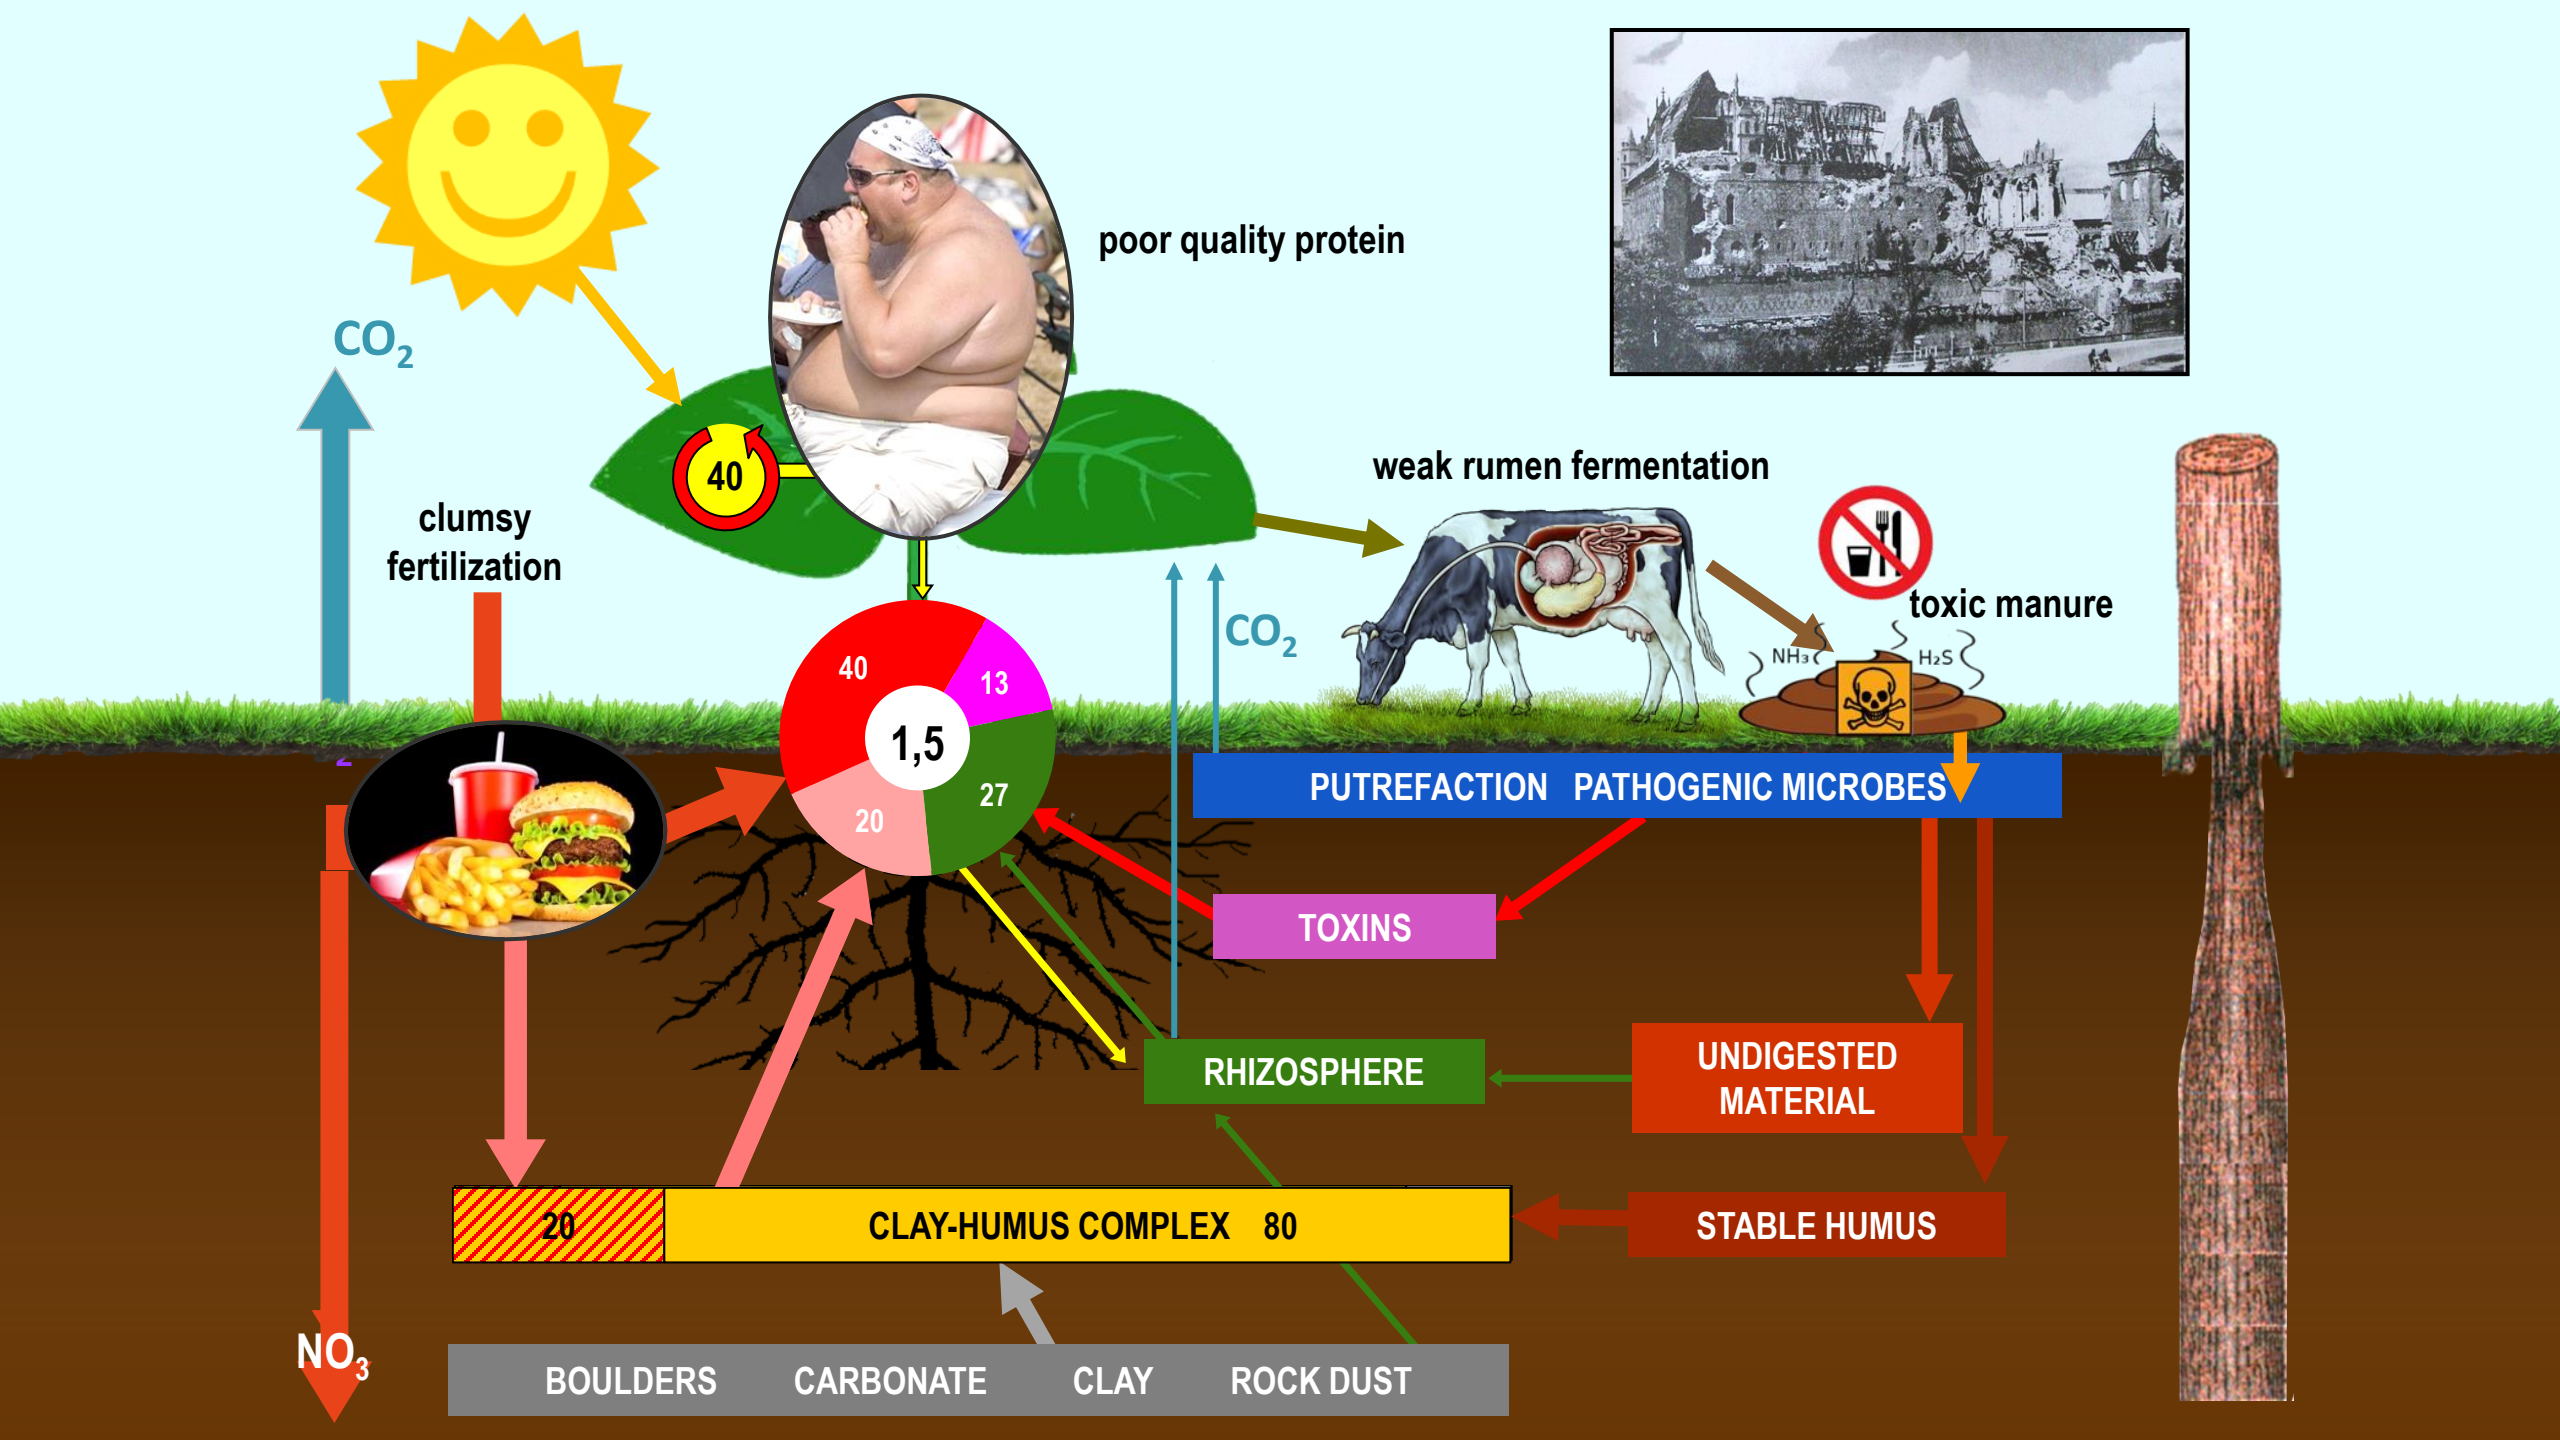 CO₂
poor quality protein
40
clumsy
fertilization
weak rumen fermentation
toxic manure
CO₂
NH₃
H₂S
40
13
1,5
27
20
PUTREFACTION PATHOGENIC MICROBES
TOXINS
RHIZOSPHERE
UNDIGESTED
MATERIAL
20
CLAY-HUMUS COMPLEX 80
STABLE HUMUS
NO₃
BOULDERS CARBONATE CLAY ROCK DUST